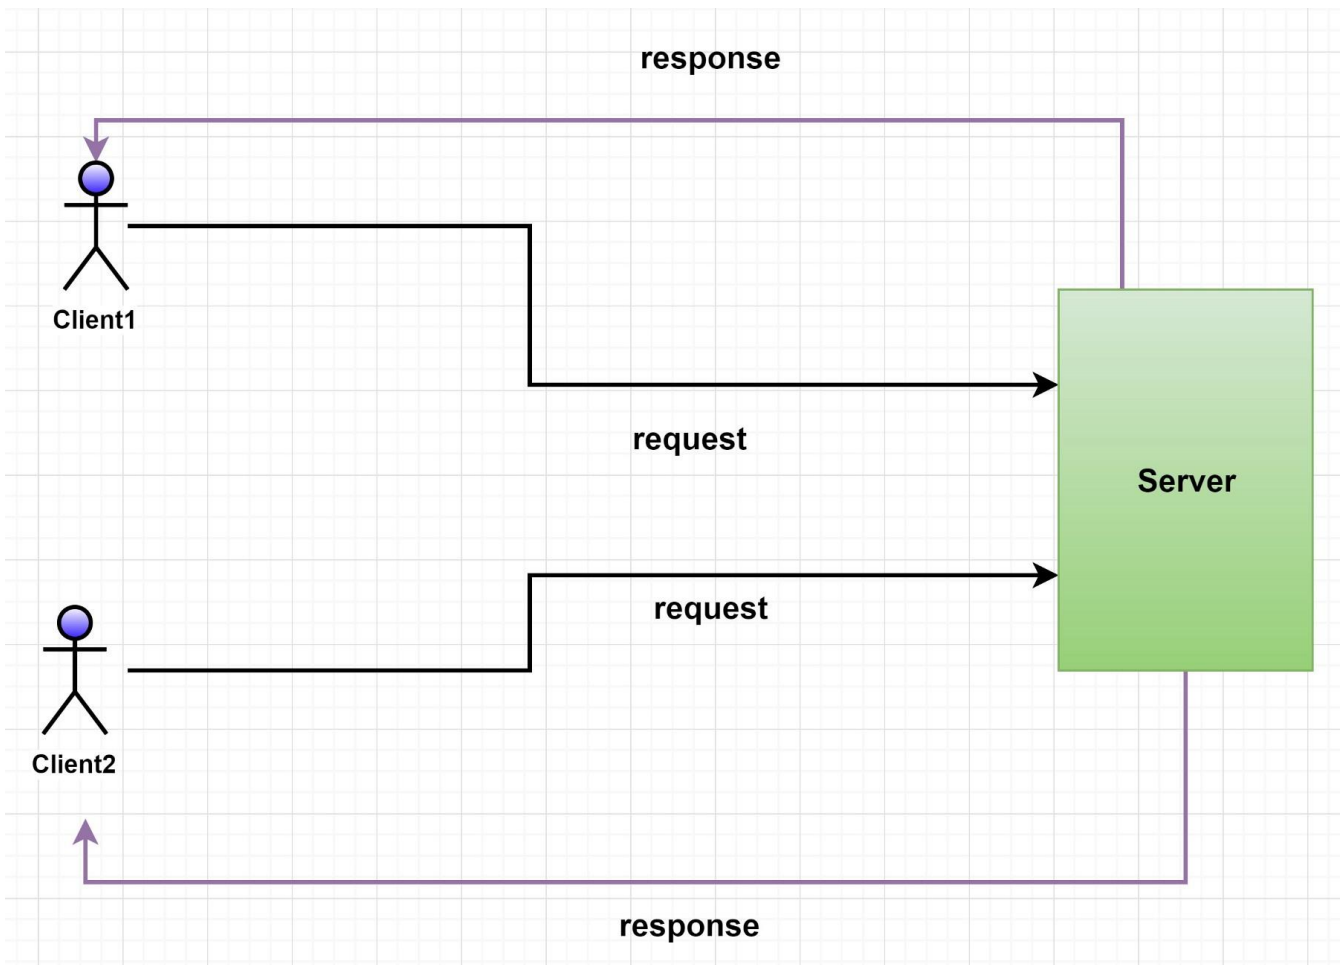 response
Client1
request
Server
request
Client2
response